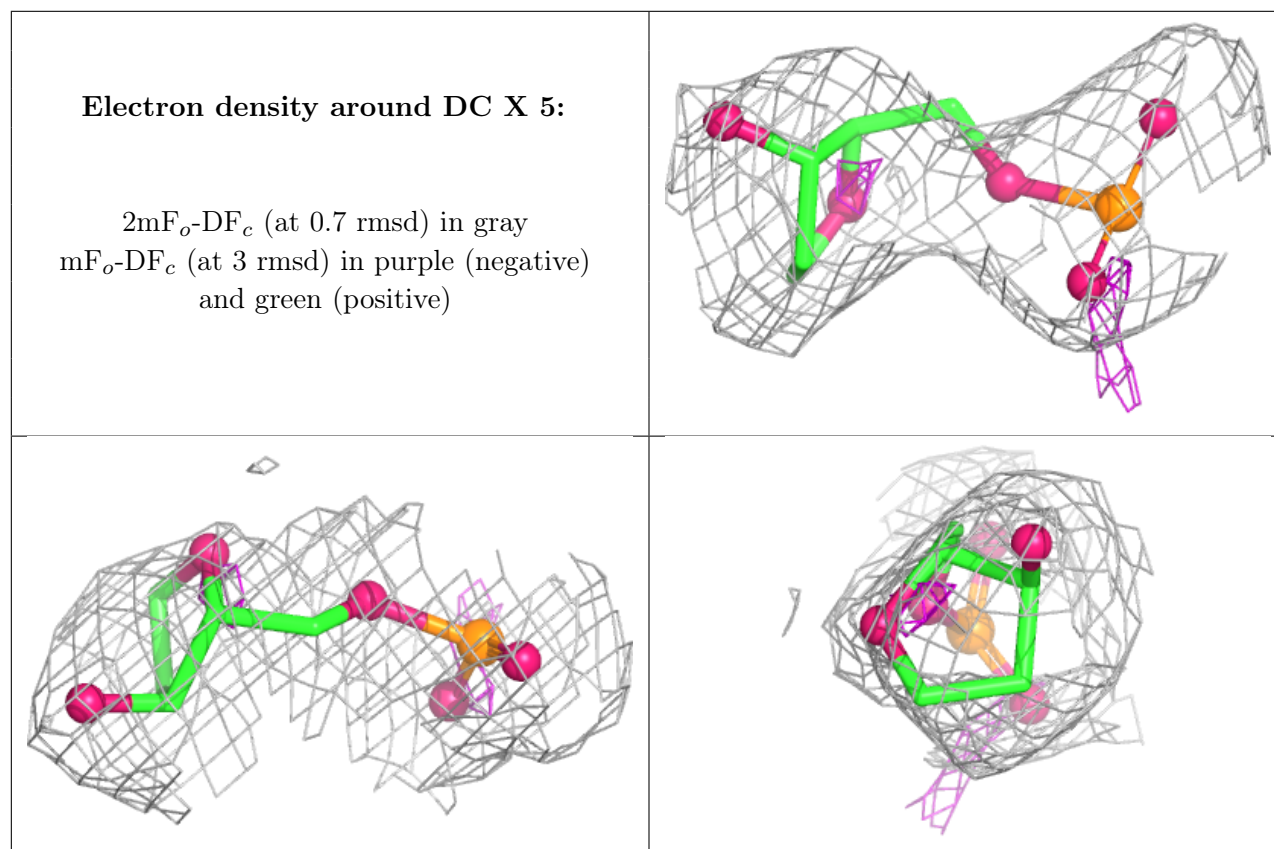 Electron density around DC X 5:
2mFo-DFc (at 0.7 rmsd) in gray
mFo-DFc (at 3 rmsd) in purple (negative)
and green (positive)